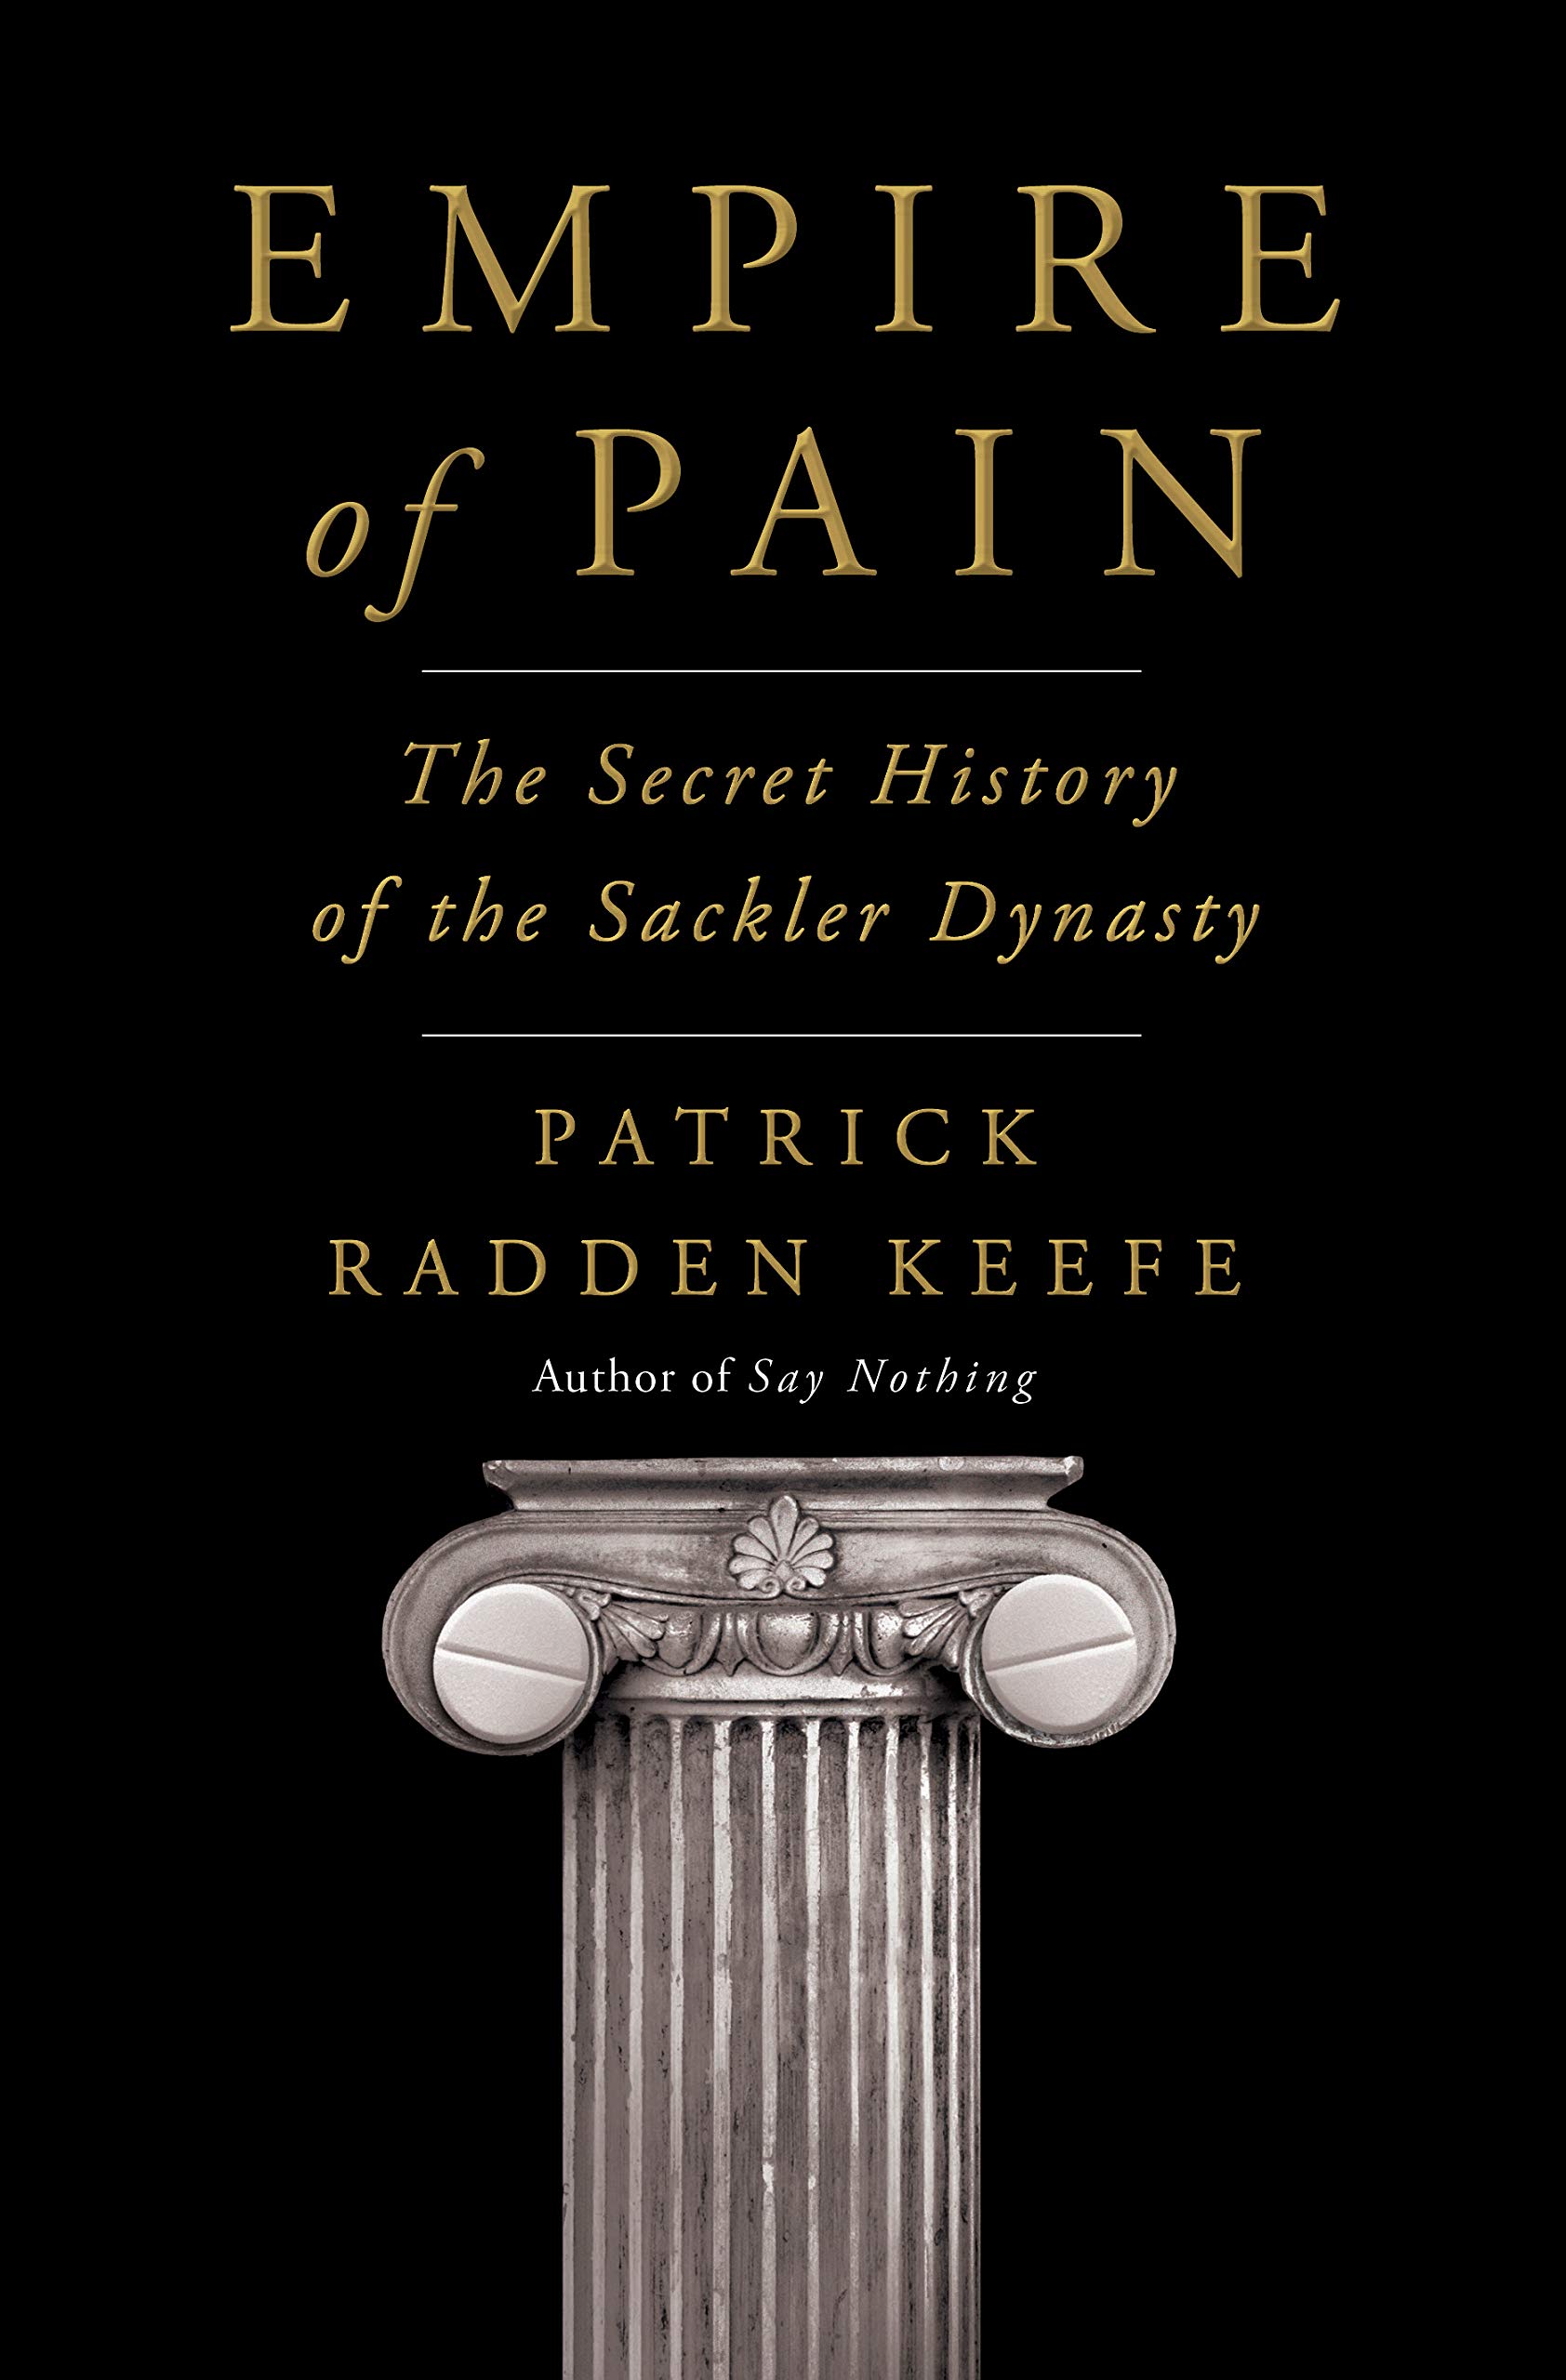 EMPIRE
of PAIN
The Secret History
of the Sackler Dynasty
PATRICK
RADDEN KEEFE
Author of Say Nothing